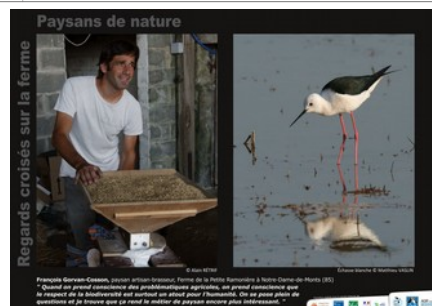 Paysans de nature
Regards croisés sur la ferme
© Alain RÉTHIF
Échasse blanche © Matthieu VASLIN
François Gorvan-Cosson, paysan artisan-brasseur, Ferme de la Petite Ramonière à Notre-Dame-de-Monts (85)
" Quand on prend conscience des problématiques agricoles, on prend conscience que
le respect de la biodiversité est surtout un atout pour l'humanité. On se pose plein de
questions et je trouve que ça rend le métier de paysan encore plus intéressant. "